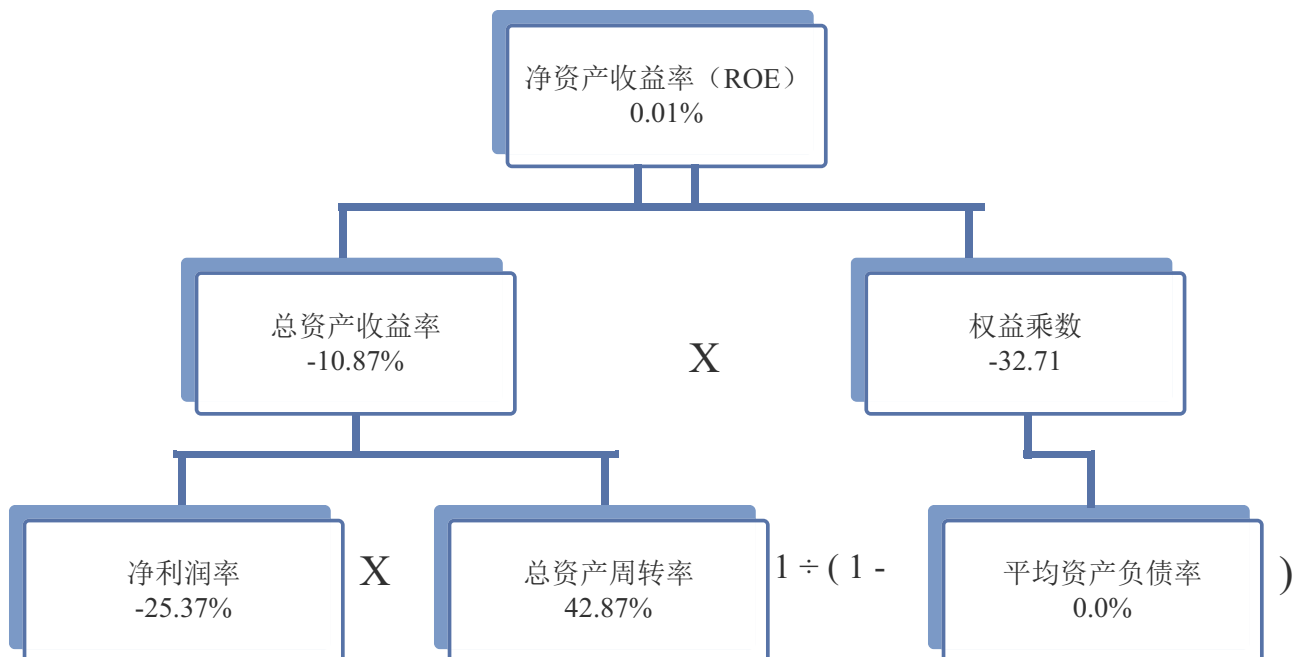 净资产收益率（ROE）
0.01%
总资产收益率
-10.87%
X
权益乘数
-32.71
净利润率
-25.37%
X
总资产周转率
42.87%
1 ÷ ( 1 -
平均资产负债率
0.0%
)